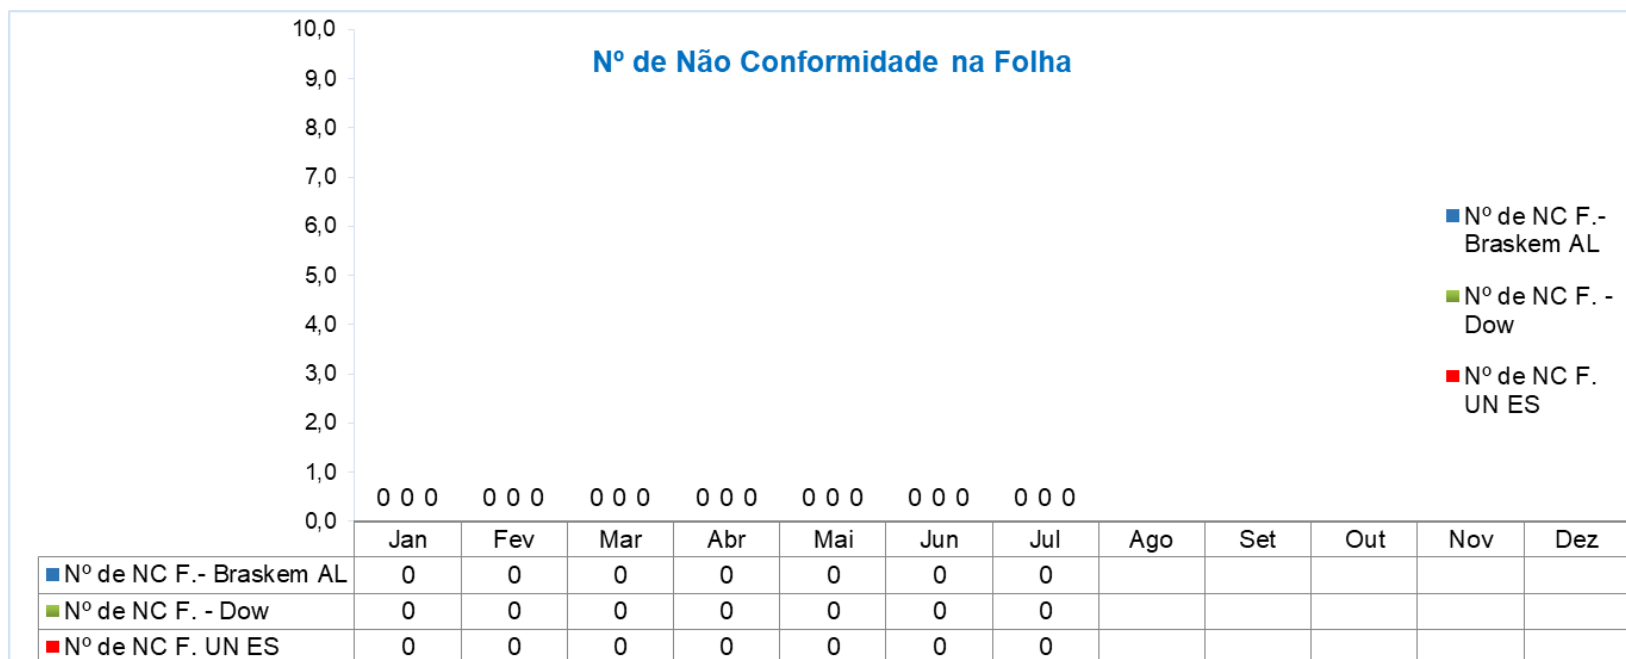 10,0
Nº de Não Conformidade na Folha
9,0
8,0
7,0
6,0
5,0
4,0
3,0
2,0
1,0
0,0
Nº de NC F.-
Braskem AL
Nº de NC F. -
Dow
Nº de NC F.
UN ES
0 0 0 0 0 0 0 0 0 0 0 0 0 0 0 0 0 0 0 0 0
Jan Fev Mar Abr Mai Jun Jul Ago Set Out Nov Dez
Nº de NC F.- Braskem AL 0 0 0 0 0 0 0
Nº de NC F. - Dow 0 0 0 0 0 0 0
Nº de NC F. UN ES 0 0 0 0 0 0 0